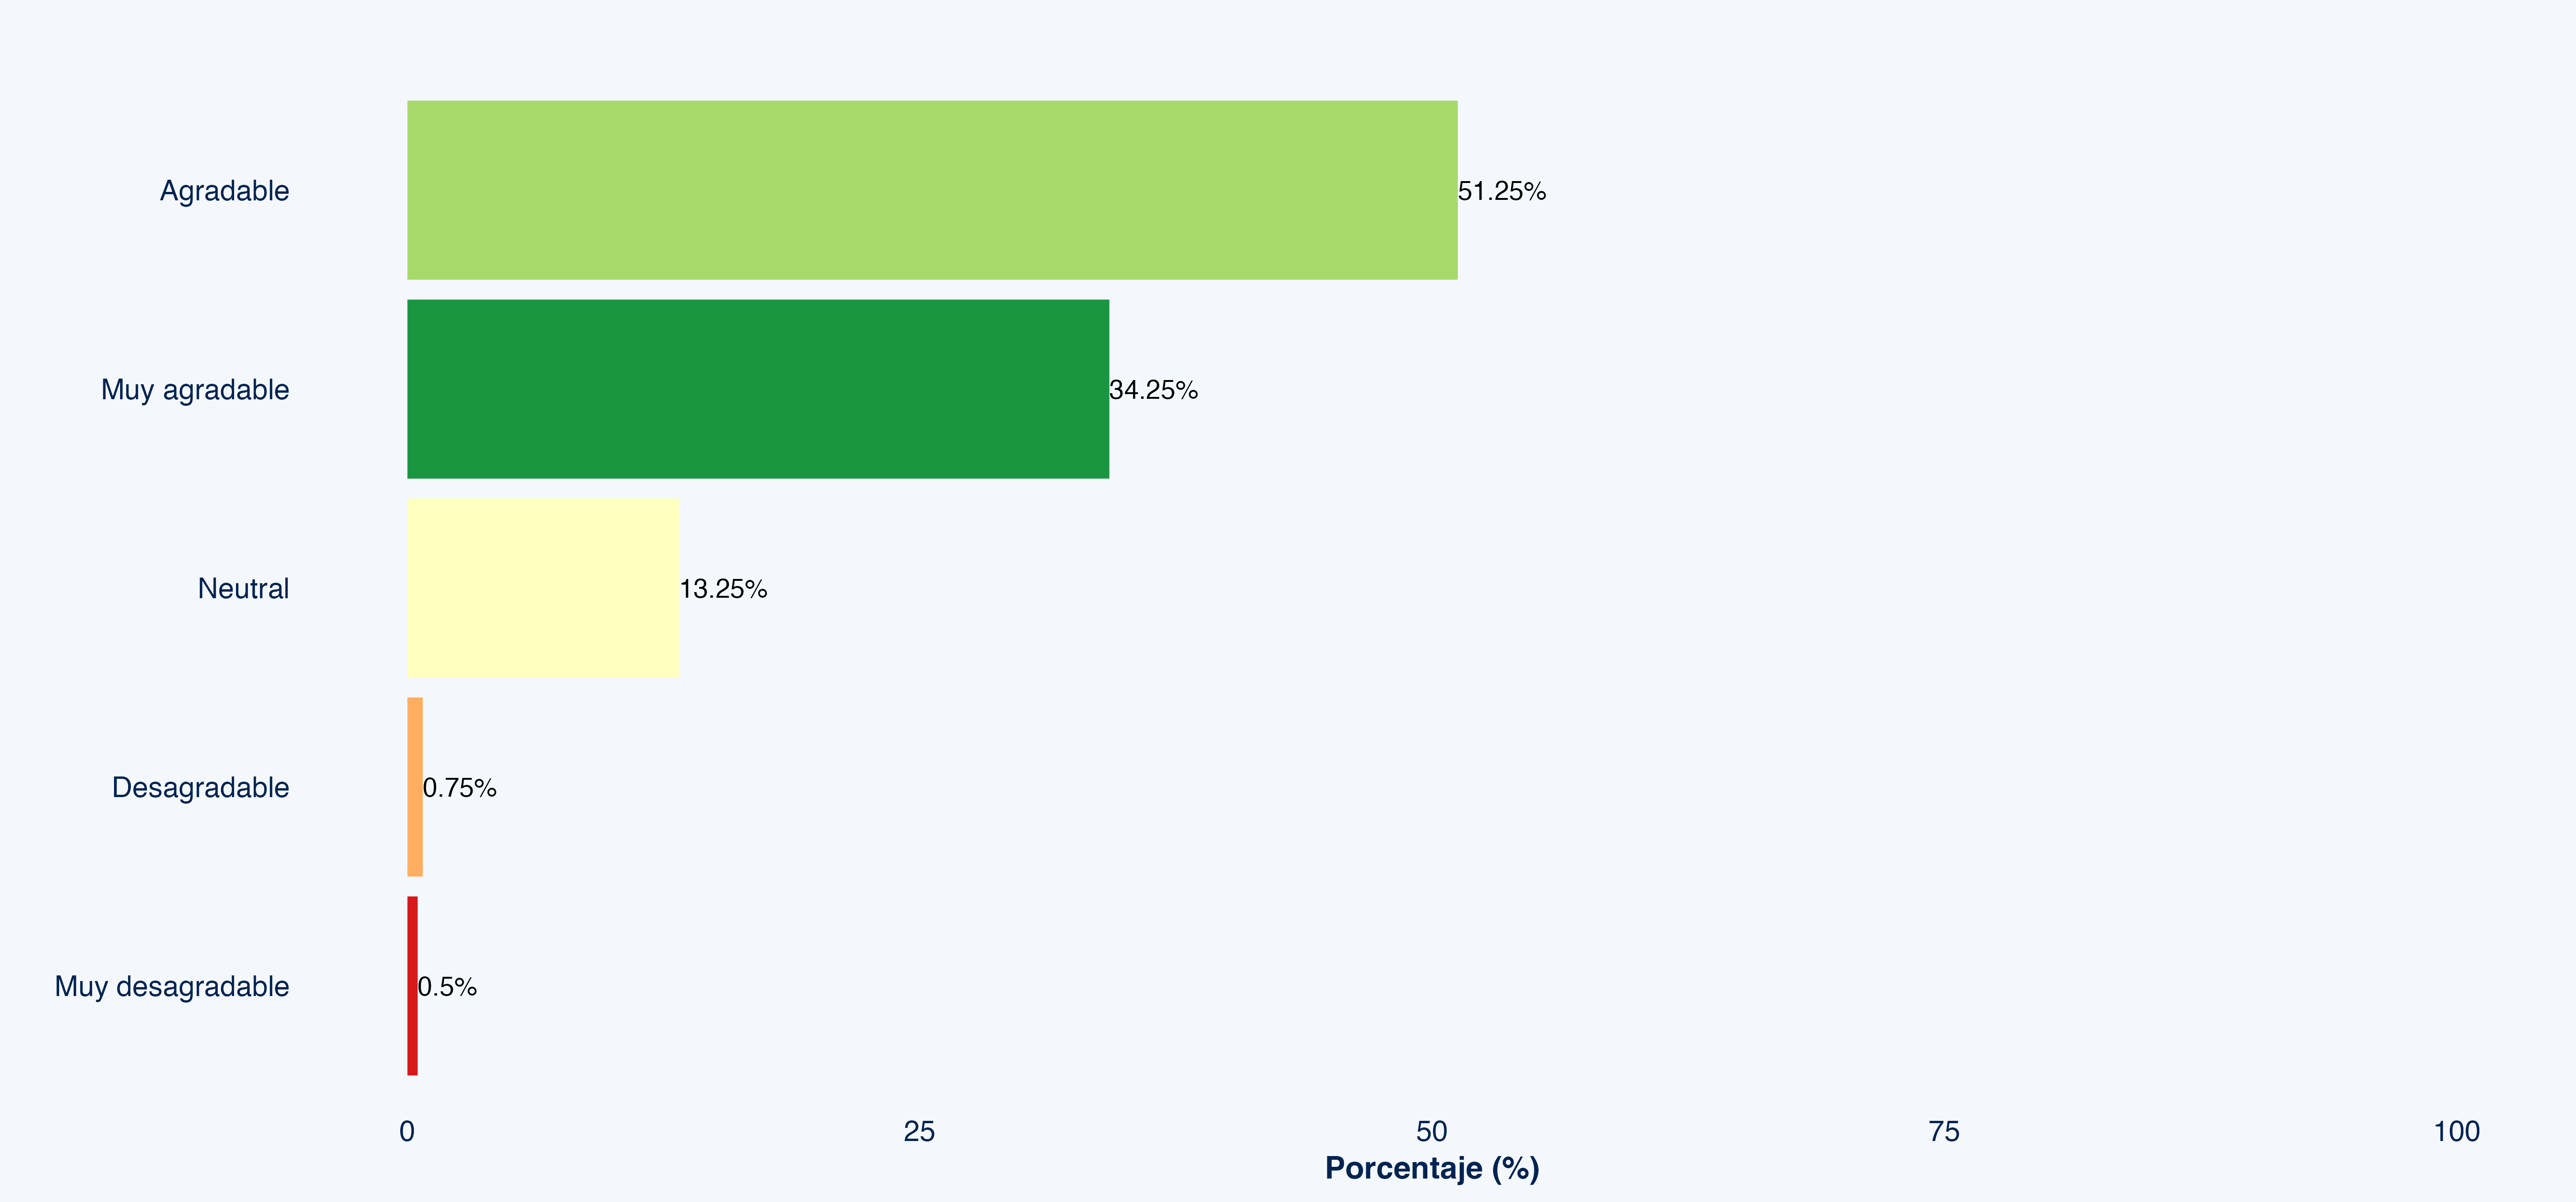 Agradable
51.25%
Muy agradable
34.25%
Neutral
13.25%
Desagradable
0.75%
Muy desagradable
0.5%
0 25 50 75 100
Porcentaje (%)